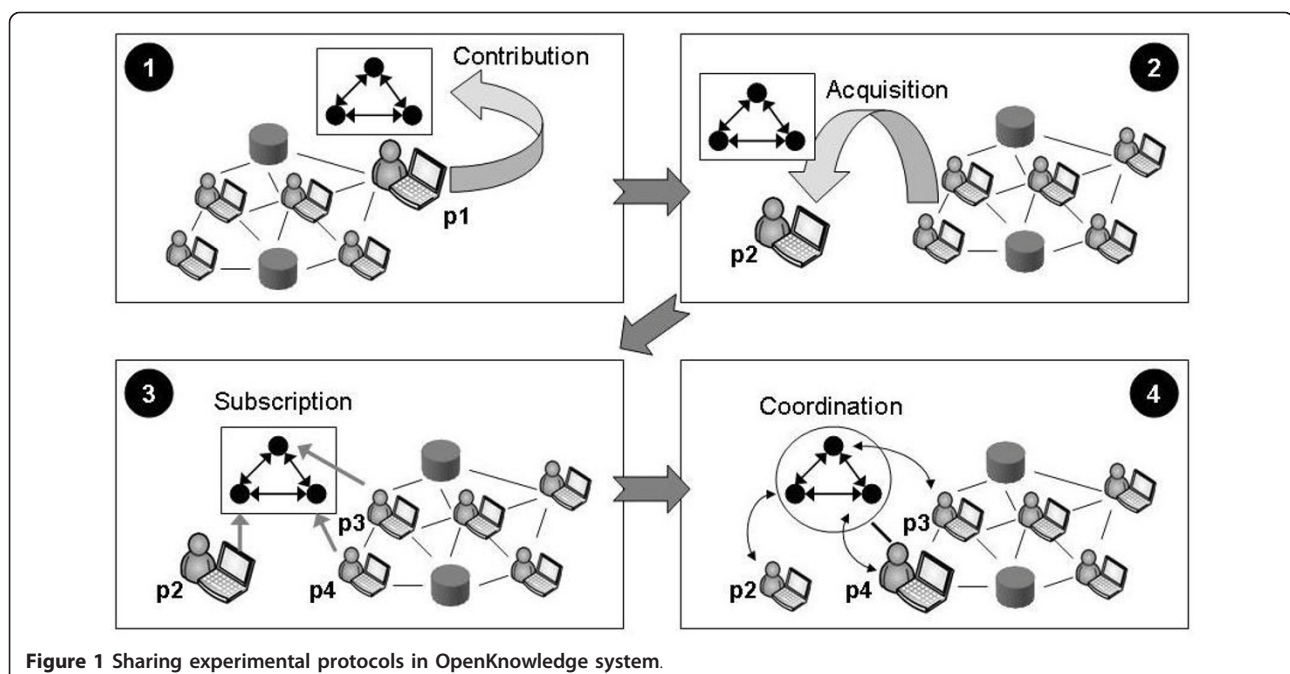 1
Contribution
p1
2
Acquisition
p2
3
Subscription
p3
p2
p4
4
Coordination
p3
p2
p4
Figure 1 Sharing experimental protocols in OpenKnowledge system.